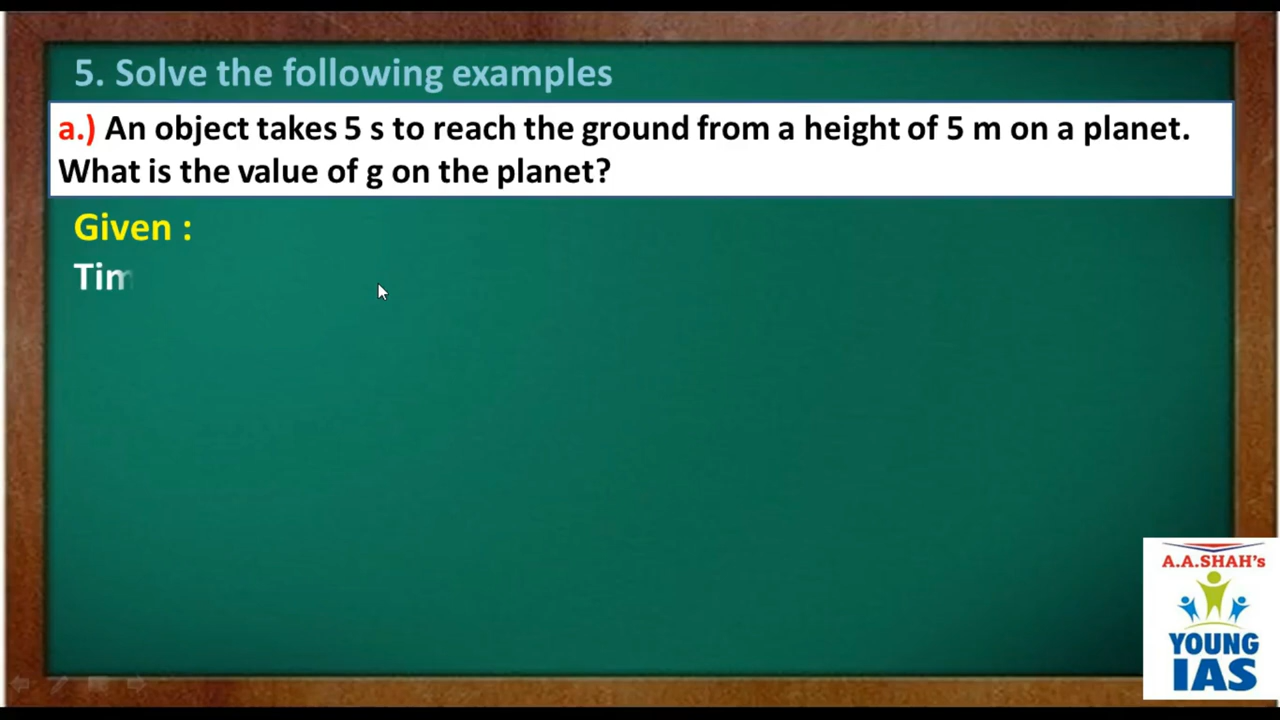 5. Solve the following examples
a.) An object takes 5 s to reach the ground from a height of 5 m on a planet.
What is the value of g on the planet?
Given :
Tim
A.A.SHAH's
YOUNG
IAS